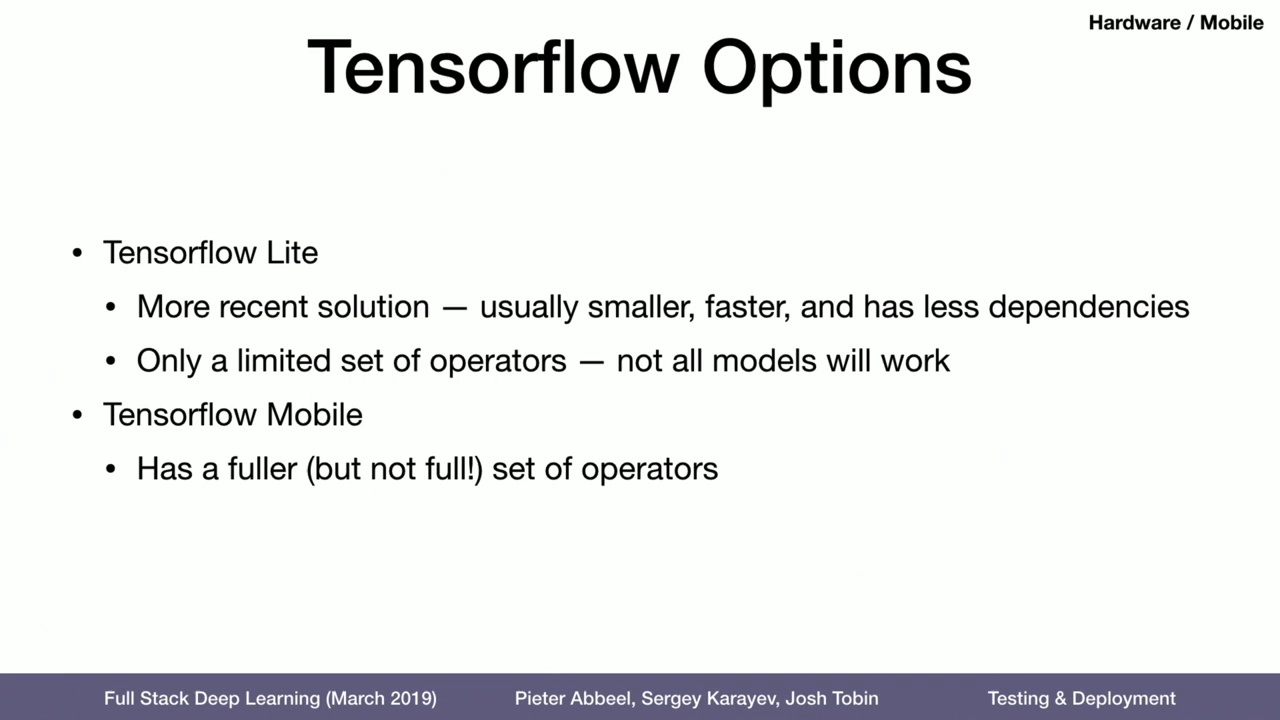 Hardware / Mobile
Tensorflow Options
• Tensorflow Lite
• More recent solution — usually smaller, faster, and has less dependencies
• Only a limited set of operators — not all models will work
• Tensorflow Mobile
• Has a fuller (but not full!) set of operators
Full Stack Deep Learning (March 2019) Pieter Abbeel, Sergey Karayev, Josh Tobin Testing & Deployment